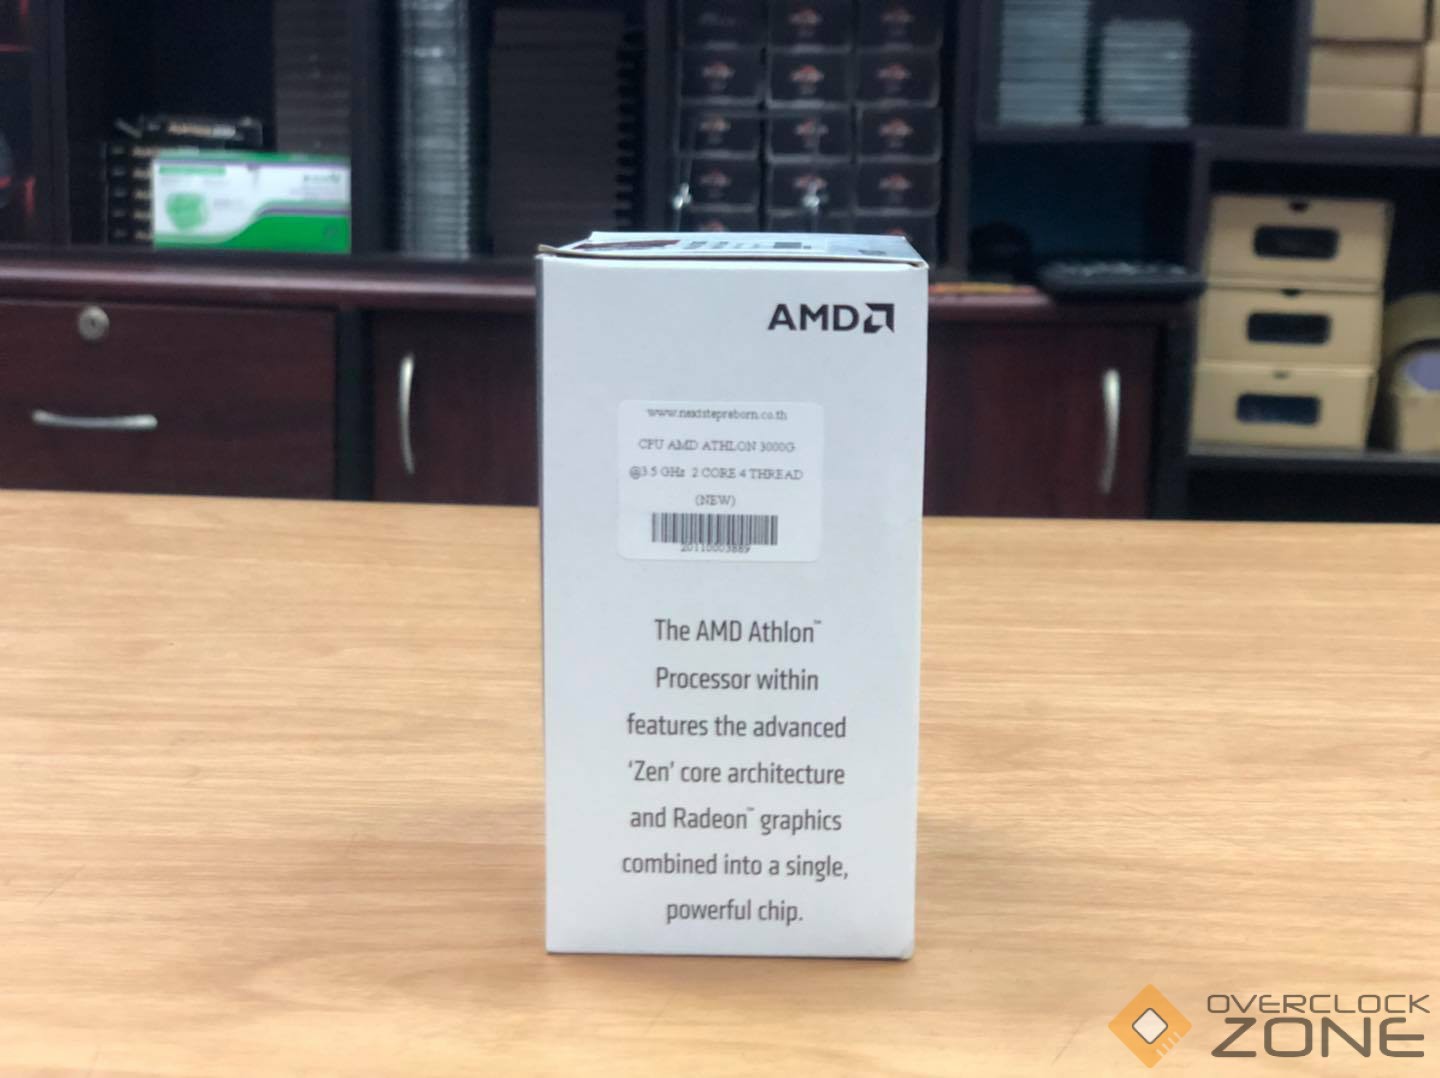 AMD
www.nextstepreborn.co.th
CPU AMD ATHLON 3000G
@3.5 GHz 2 CORE 4 THREAD
(NEW)
20110003889
The AMD Athlon™
Processor within
features the advanced
‘Zen’ core architecture
and Radeon™ graphics
combined into a single,
powerful chip.
OVERCLOCK
ZONE